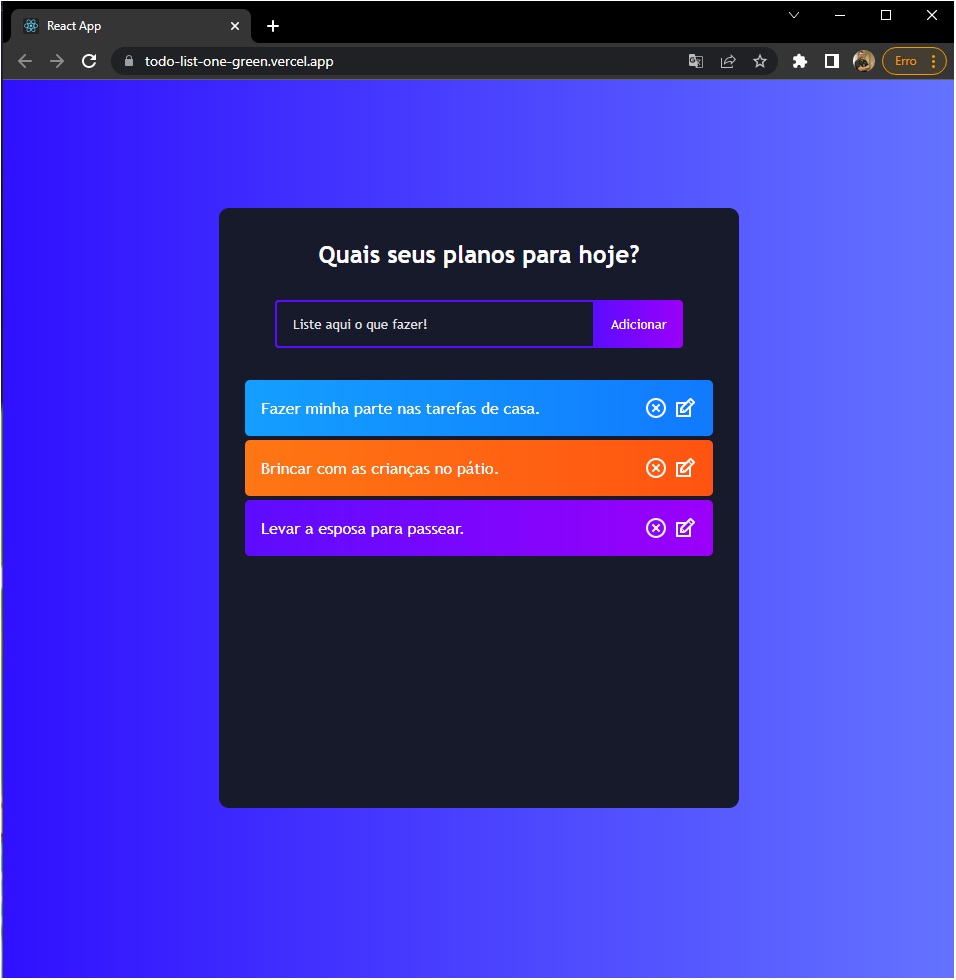 React App
todo-list-one-green.vercel.app
Erro
Quais seus planos para hoje?
Liste aqui o que fazer!
Adicionar
Fazer minha parte nas tarefas de casa.
Brincar com as crianças no pátio.
Levar a esposa para passear.